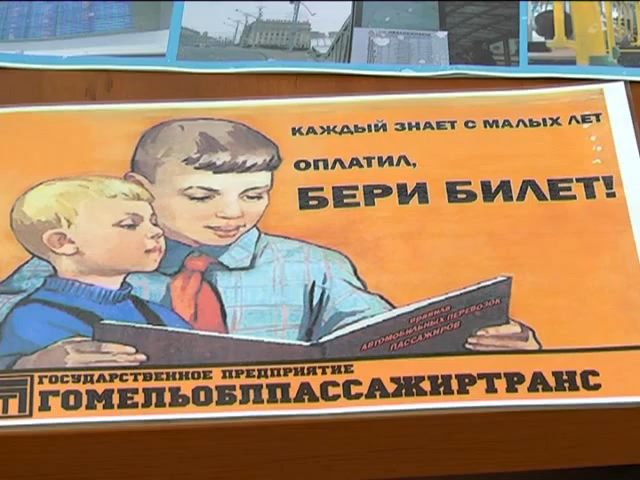 КАЖДЫЙ ЗНАЕТ С МАЛЫХ ЛЕТ
ОПЛАТИЛ,
БЕРИ БИЛЕТ!
правила
АВТОМОБИЛЬНЫХ ПЕРЕВОЗОК
ПАССАЖИРОВ
ГОСУДАРСТВЕННОЕ ПРЕДПРИЯТИЕ
ГОМЕЛЬОБЛПАССАЖИРТРАНС